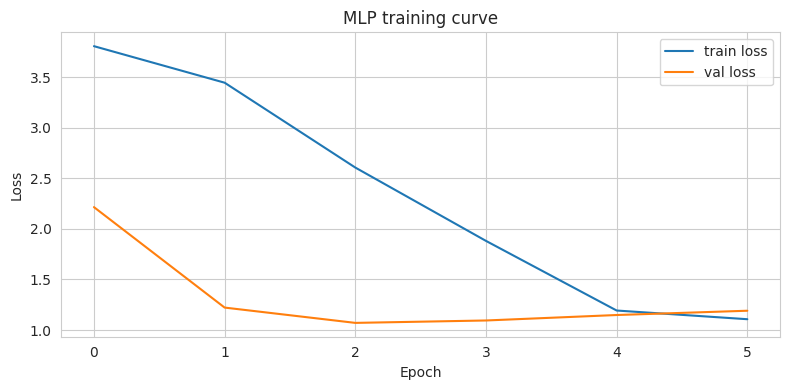 MLP training curve
train loss
val loss
3.5
3.0
2.5
2.0
1.5
1.0
Loss
0 1 2 3 4 5
Epoch